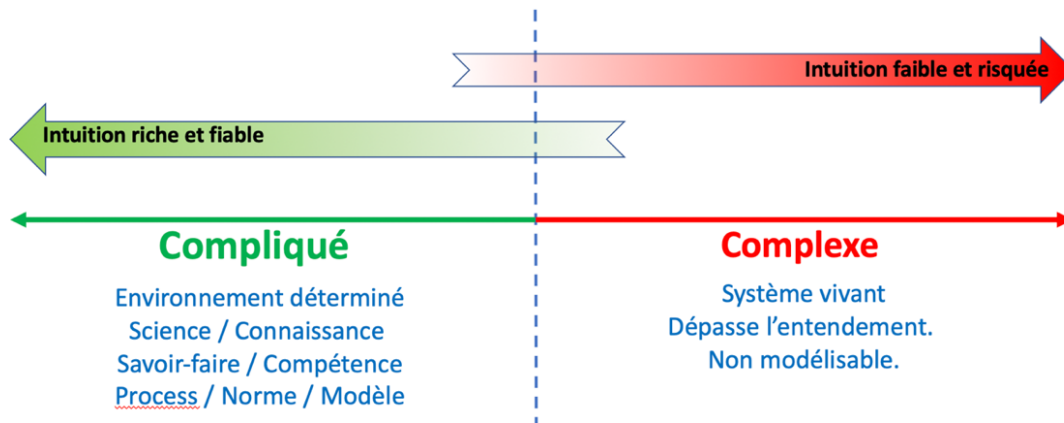 Intuition faible et risquée
Intuition riche et fiable
Compliqué
Environnement déterminé
Science / Connaissance
Savoir-faire / Compétence
Process / Norme / Modèle
Complexe
Système vivant
Dépasse l’entendement.
Non modélisable.